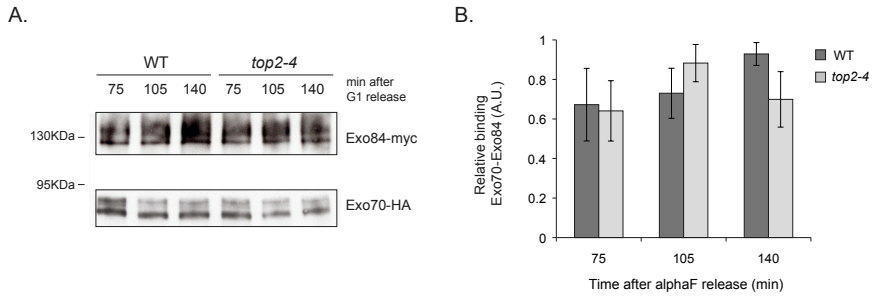 A.
WT top2-4
75 105 140 75 105 140 min after
G1 release
130KDa
Exo84-myc
95KDa
Exo70-HA
B.
Relative binding
Exo70-Exo84 (A.U.)
1
0.8
0.6
0.4
0.2
0
75 105 140
Time after alphaF release (min)
WT
top2-4